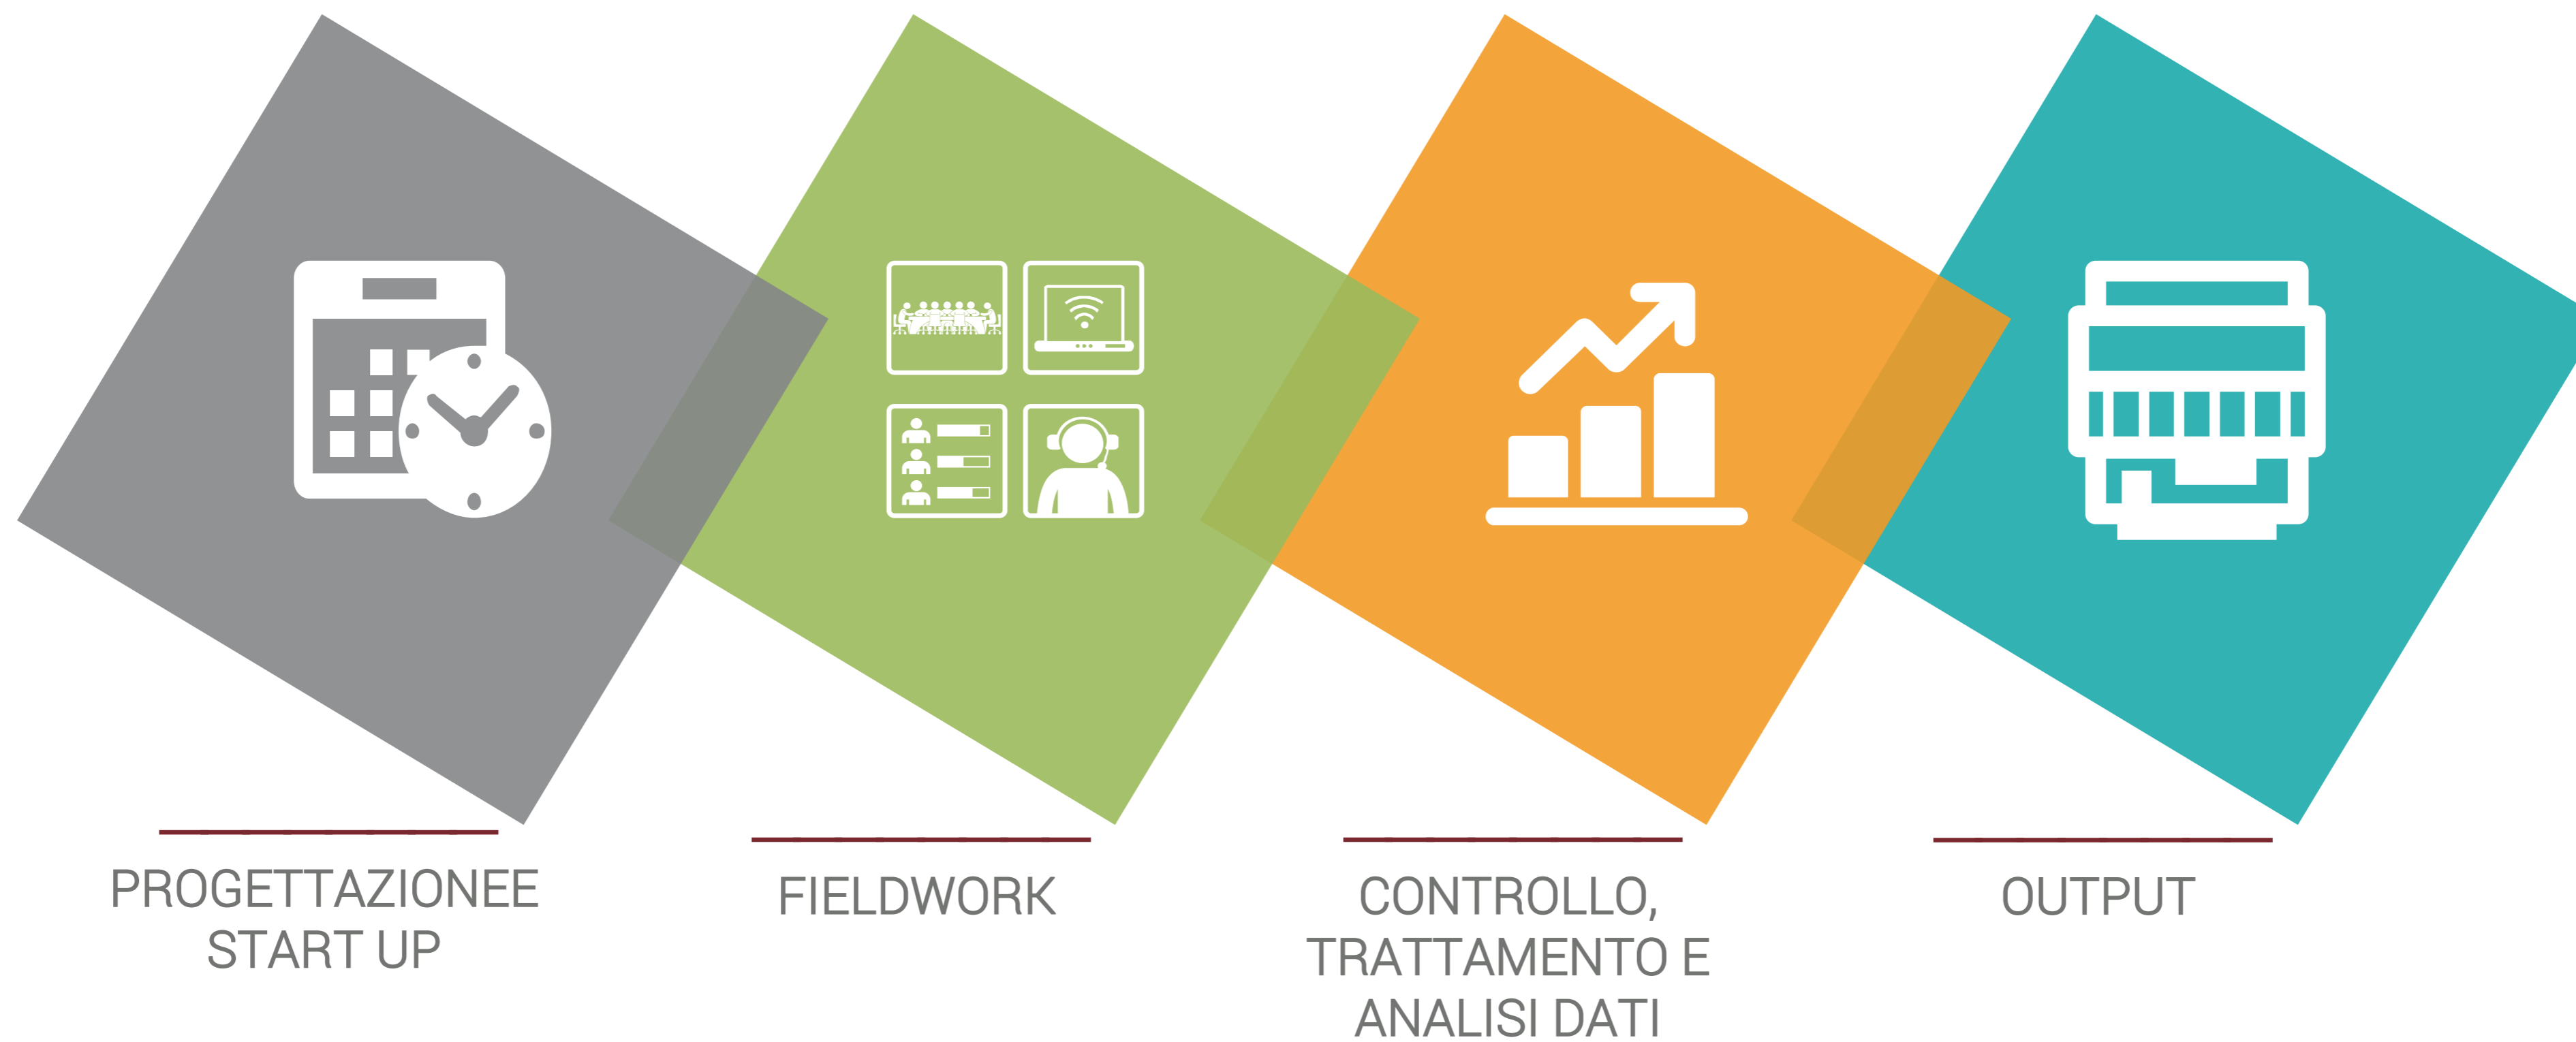 PROGETTAZIONEE
START UP
FIELDWORK
CONTROLLO,
TRATTAMENTO E
ANALISI DATI
OUTPUT